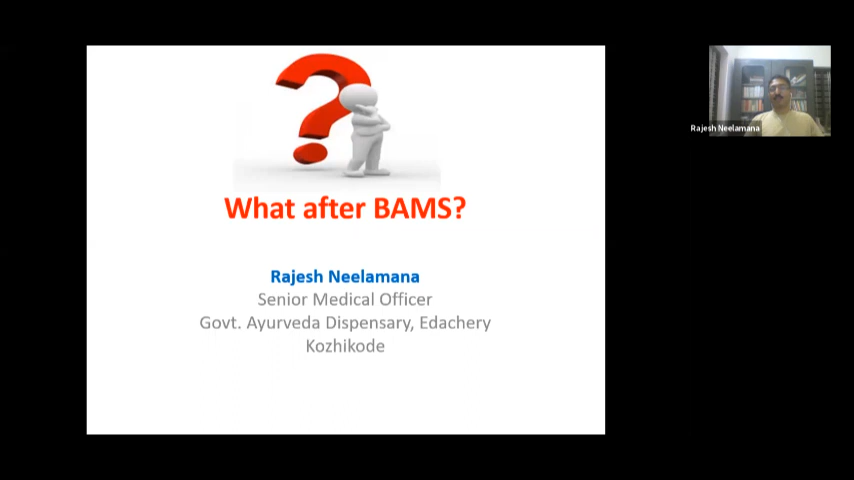 What after BAMS?
Rajesh Neelamana
Senior Medical Officer
Govt. Ayurveda Dispensary, Edachery
Kozhikode
Rajesh Neelamana